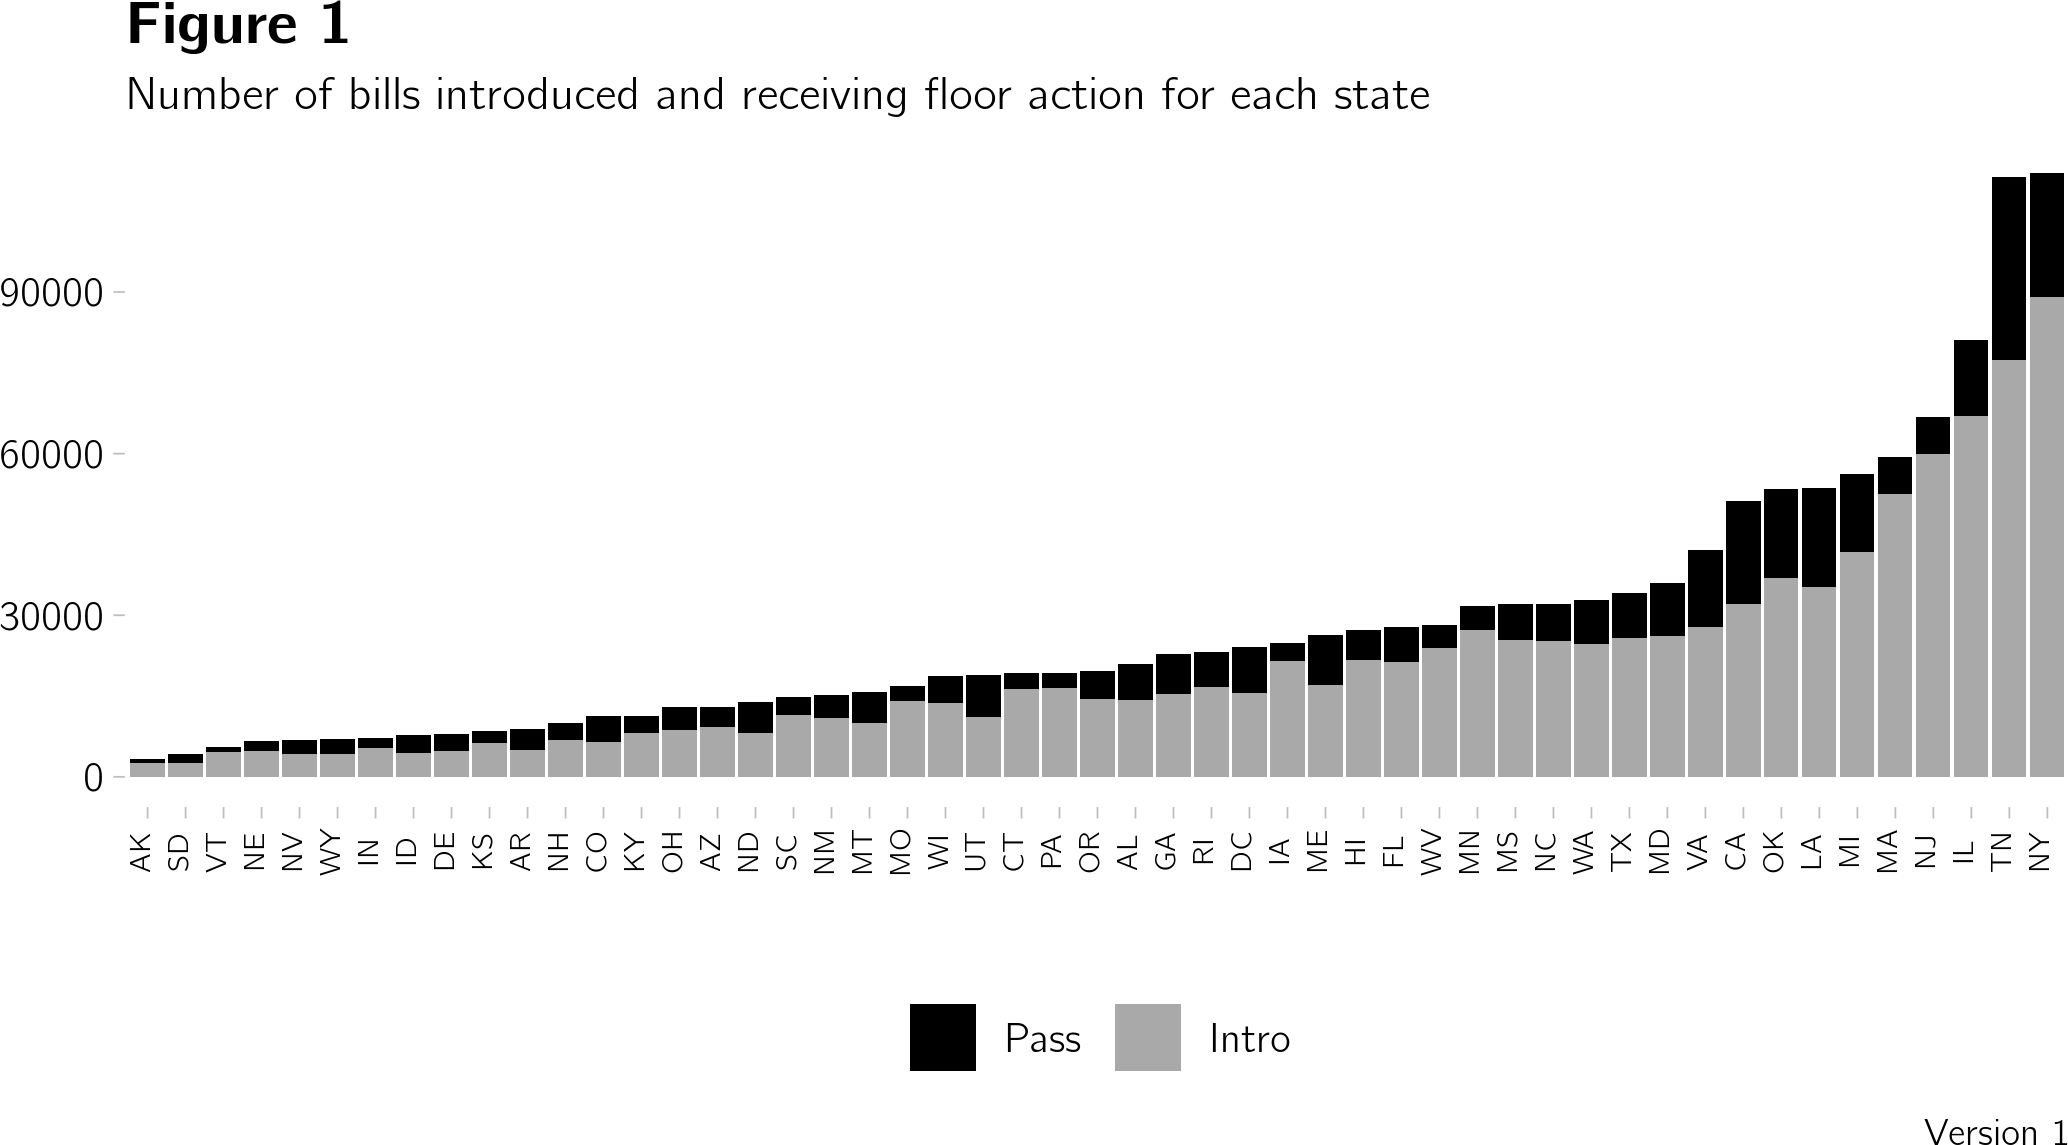 Figure 1
Number of bills introduced and receiving floor action for each state
90000
60000
30000
0
AK SD VT NE NV WY IN ID DE KS AR NH CO KY OH AZ ND SC NM MT MO WI UT CT PA OR AL GA RI DC IA ME HI FL WV MN MS NC WA TX MD VA CA OK LA MI MA NJ IL TN NY
Pass Intro
Version 1